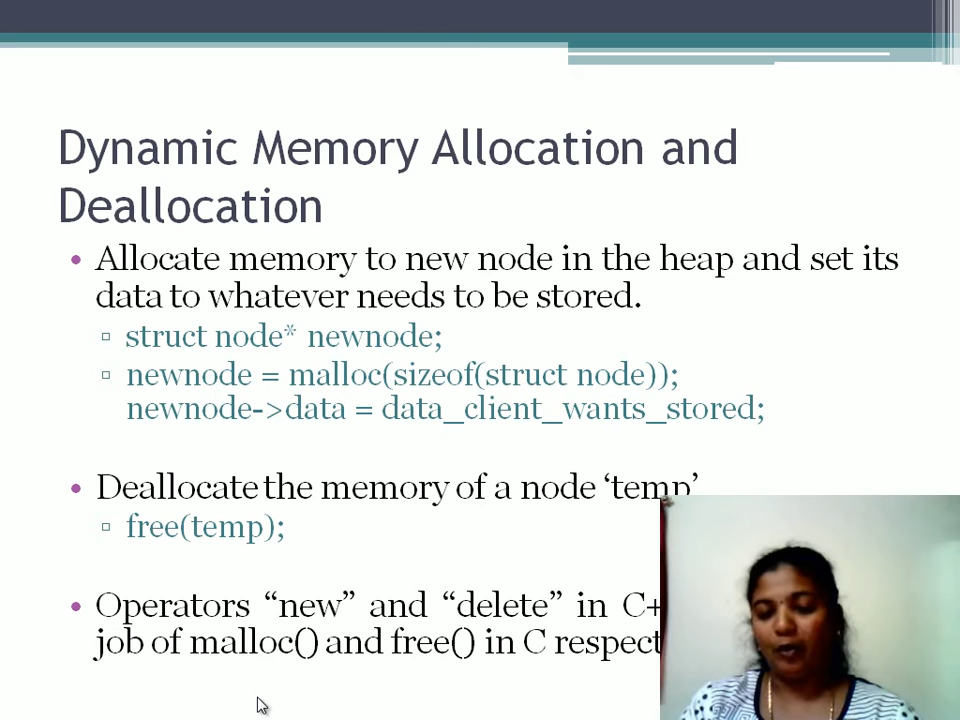 Dynamic Memory Allocation and
Deallocation
• Allocate memory to new node in the heap and set its
data to whatever needs to be stored.
▫ struct node* newnode;
▫ newnode = malloc(sizeof(struct node));
newnode->data = data_client_wants_stored;
• Deallocate the memory of a node ‘temp’
▫ free(temp);
• Operators “new” and “delete” in
job of malloc() and free() in C